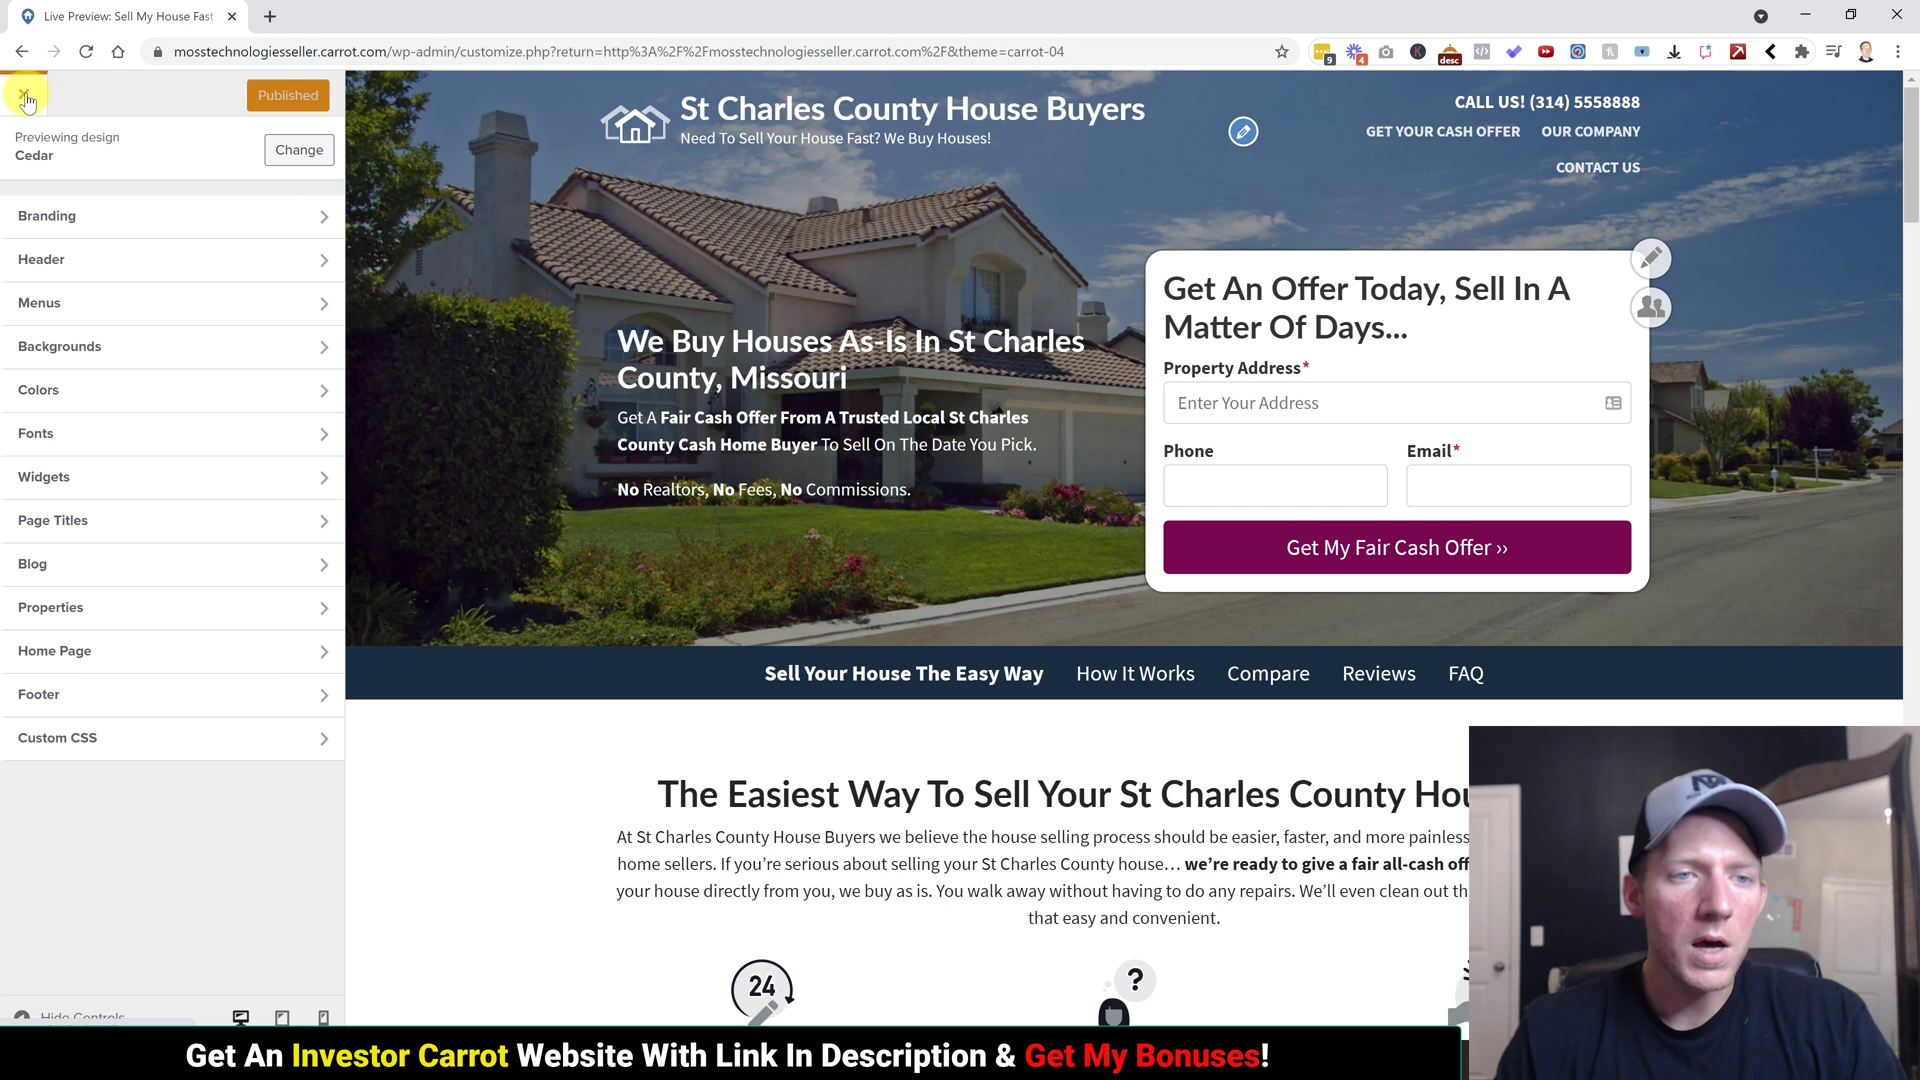 Live Preview: Sell My House Fast
mosstechnologiesseller.carrot.com/wp-admin/customize.php?return=http%3A%2F%2Fmosstechnologiesseller.carrot.com%2F&theme=carrot-04
9
4
desc
Published
Previewing design
Cedar
Change
Branding
Header
Menus
Backgrounds
Colors
Fonts
Widgets
Page Titles
Blog
Properties
Home Page
Footer
Custom CSS
Hide Controls
St Charles County House Buyers
Need To Sell Your House Fast? We Buy Houses!
CALL US! (314) 5558888
GET YOUR CASH OFFER OUR COMPANY
CONTACT US
We Buy Houses As-Is In St Charles
County, Missouri
Get A Fair Cash Offer From A Trusted Local St Charles
County Cash Home Buyer To Sell On The Date You Pick.
No Realtors, No Fees, No Commissions.
Get An Offer Today, Sell In A
Matter Of Days...
Property Address*
Enter Your Address
Phone Email*
Get My Fair Cash Offer ››
Sell Your House The Easy Way How It Works Compare Reviews FAQ
The Easiest Way To Sell Your St Charles County
At St Charles County House Buyers we believe the house selling process should be easier, faster, and more painless
home sellers. If you’re serious about selling your St Charles County house… we’re ready to give a fair all-cash
your house directly from you, we buy as is. You walk away without having to do any repairs. We’ll even clean out
that easy and convenient.
24
?
Get An Investor Carrot Website With Link In Description & Get My Bonuses!